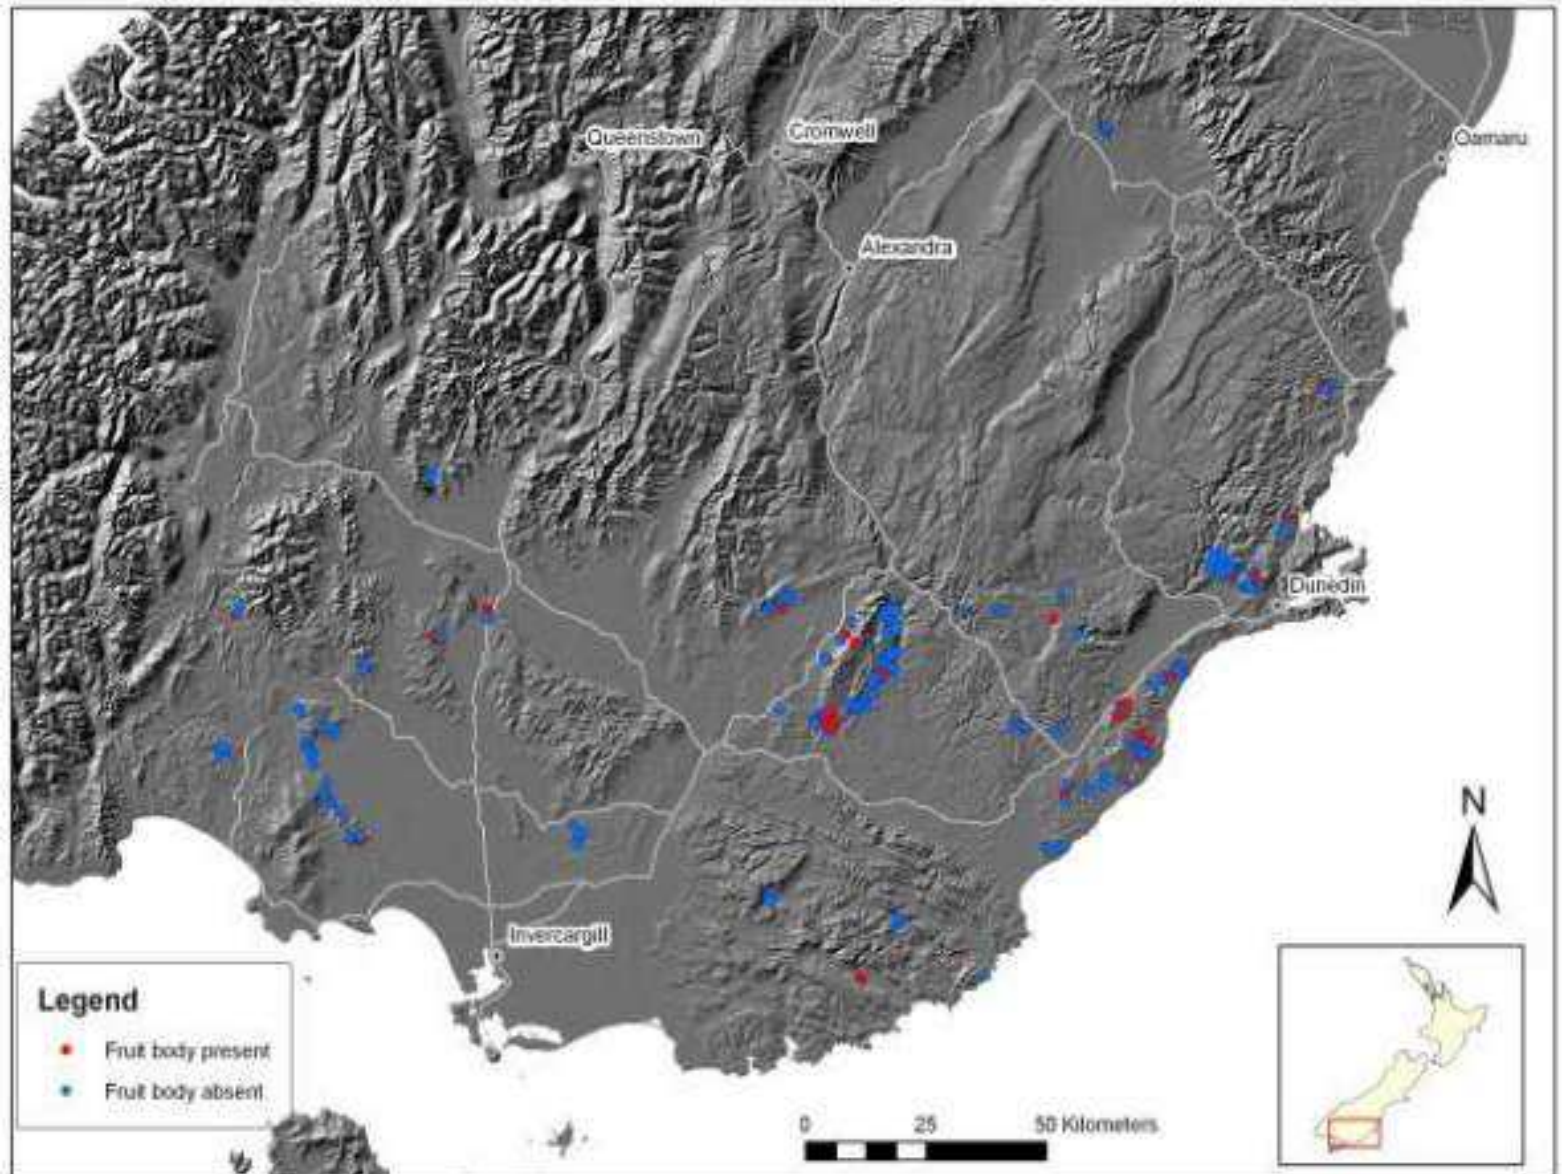 Queenstown
Cromwell
Oamaru
Alexandra
Dunedin
N
Invercargill
Legend
Fruit body present
Fruit body absent
0 25 50 Kilometers